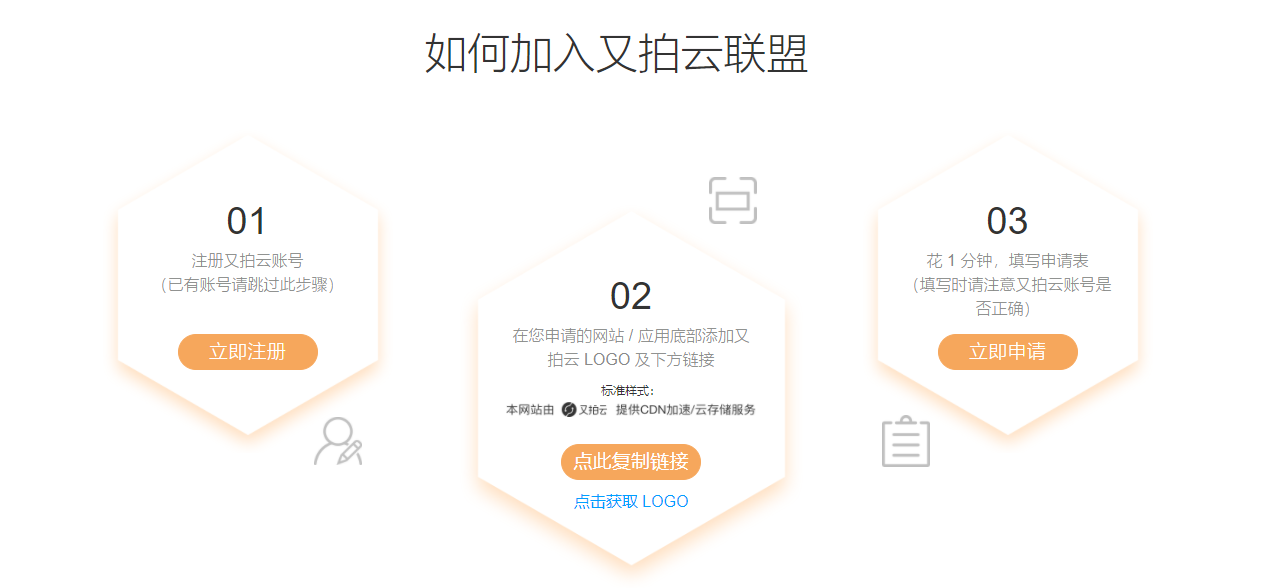 如何加入又拍云联盟
01
注册又拍云账号
（已有账号请跳过此步骤）
立即注册
02
在您申请的网站 / 应用底部添加又
拍云 LOGO 及下方链接
标准样式：
本网站由 又拍云 提供CDN加速/云存储服务
点此复制链接
点击获取 LOGO
03
花 1 分钟，填写申请表
（填写时请注意又拍云账号是
否正确）
立即申请